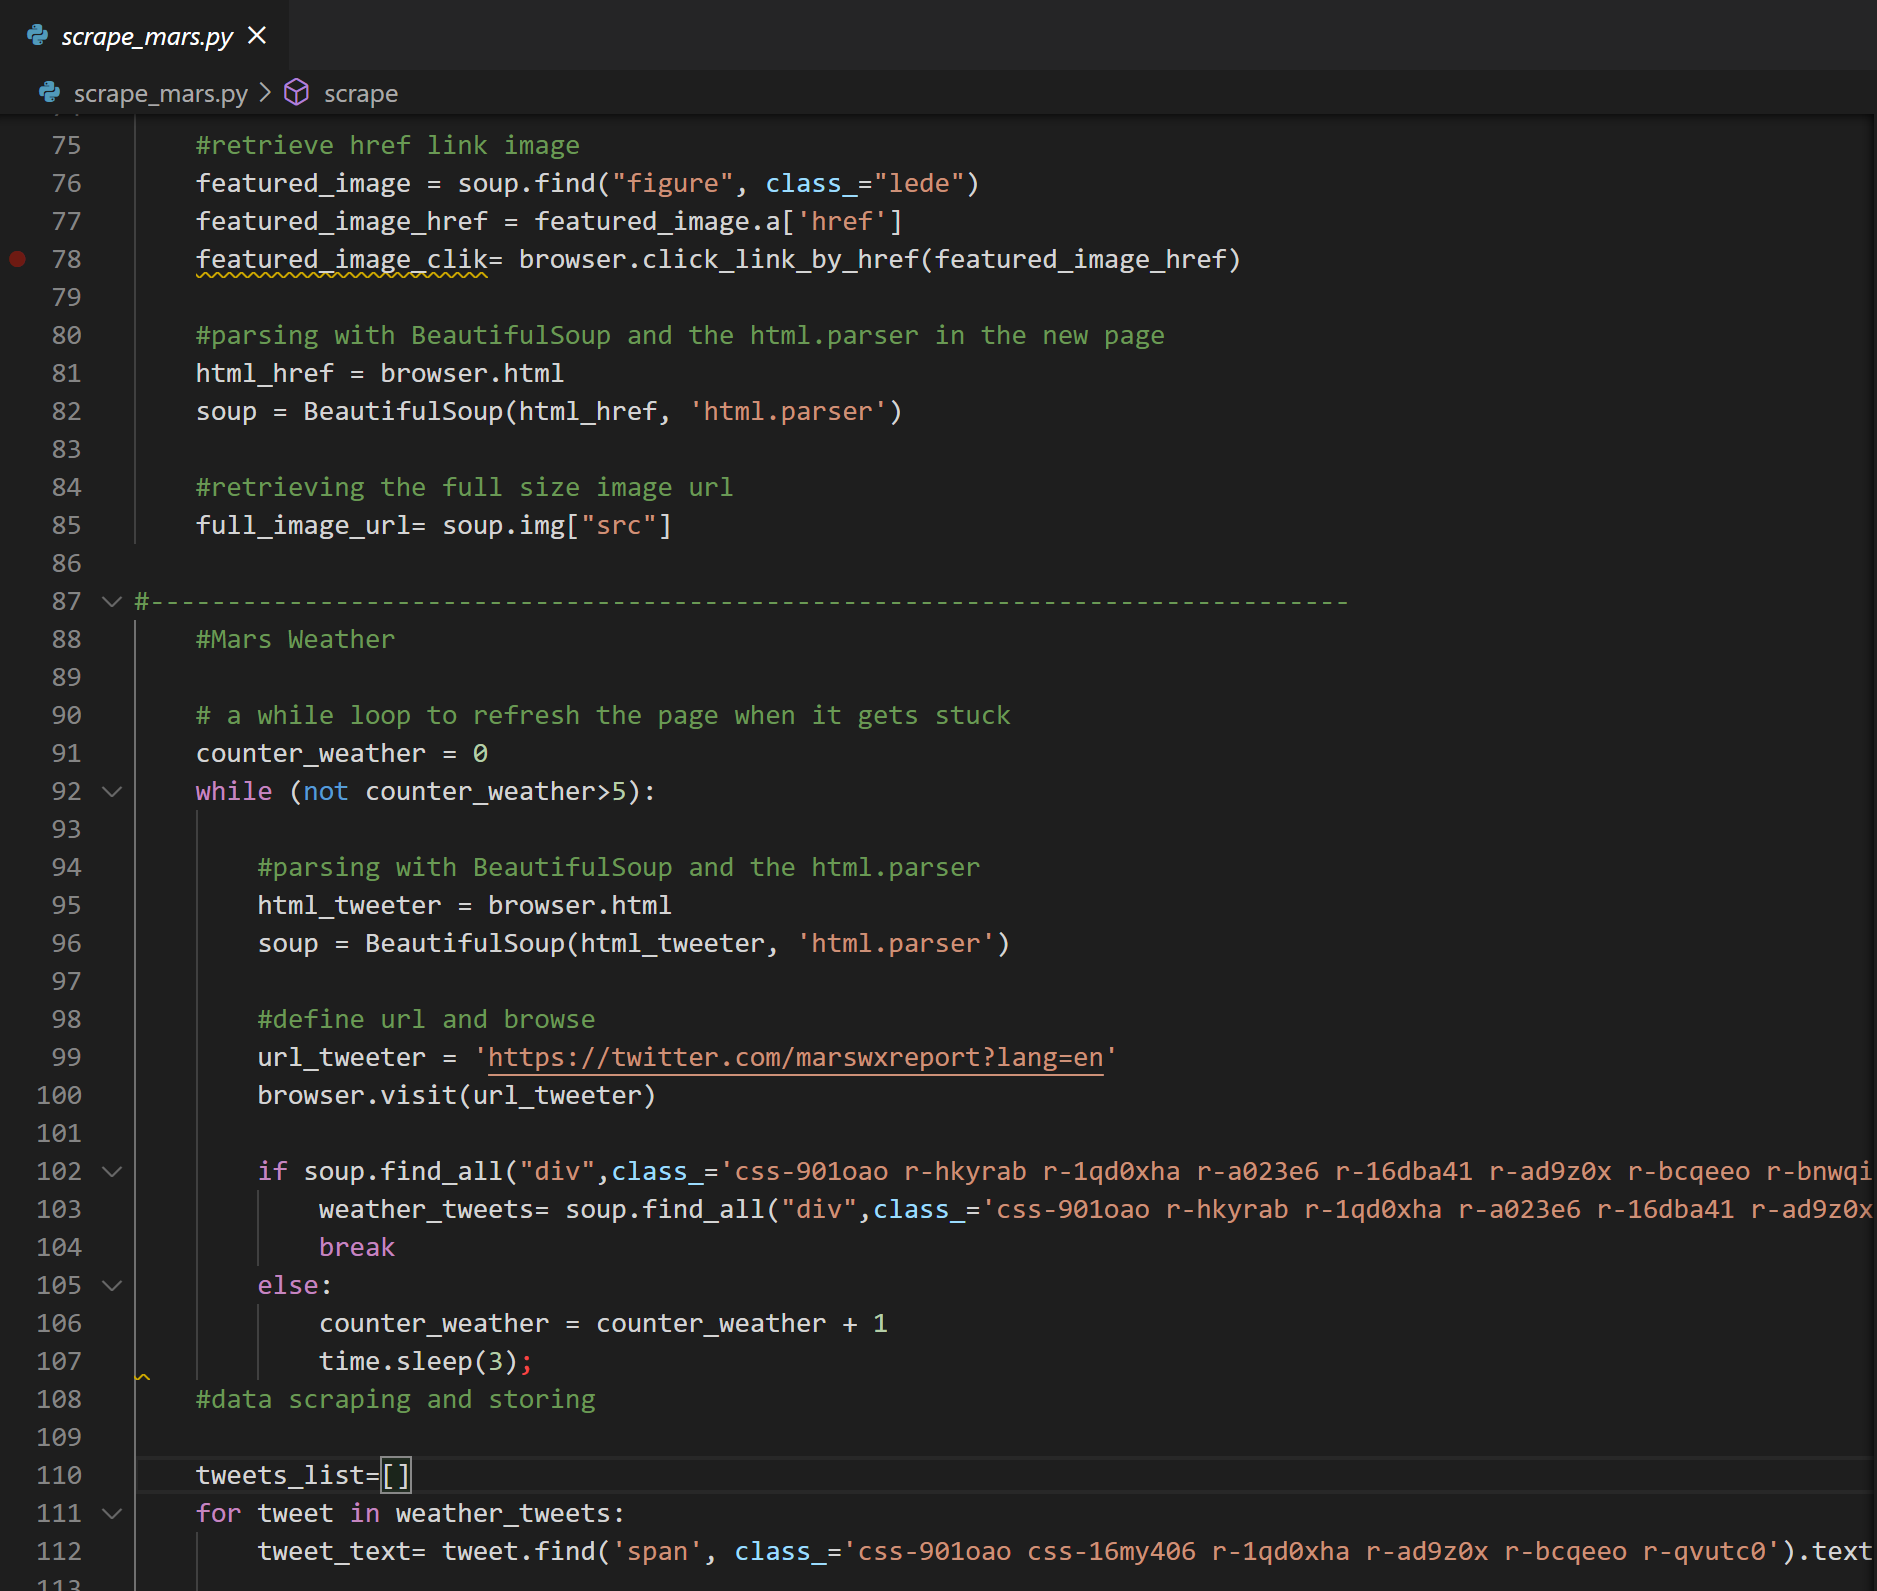 scrape_mars.py
scrape_mars.py > scrape
75 #retrieve href link image
76 featured_image = soup.find("figure", class_="lede")
77 featured_image_href = featured_image.a['href']
78 featured_image_clik= browser.click_link_by_href(featured_image_href)
79
80 #parsing with BeautifulSoup and the html.parser in the new page
81 html_href = browser.html
82 soup = BeautifulSoup(html_href, 'html.parser')
83
84 #retrieving the full size image url
85 full_image_url= soup.img["src"]
86
87 #------------------------------------------------------------------------------
88 #Mars Weather
89
90 # a while loop to refresh the page when it gets stuck
91 counter_weather = 0
92 while (not counter_weather>5):
93
94 #parsing with BeautifulSoup and the html.parser
95 html_tweeter = browser.html
96 soup = BeautifulSoup(html_tweeter, 'html.parser')
97
98 #define url and browse
99 url_tweeter = 'https://twitter.com/marswxreport?lang=en'
100 browser.visit(url_tweeter)
101
102 if soup.find_all("div",class_='css-901oao r-hkyrab r-1qd0xha r-a023e6 r-16dba41 r-ad9z0x r-bcqeeo r-bnwqi
103 weather_tweets= soup.find_all("div",class_='css-901oao r-hkyrab r-1qd0xha r-a023e6 r-16dba41 r-ad9z0x
104 break
105 else:
106 counter_weather = counter_weather + 1
107 time.sleep(3);
108 #data scraping and storing
109
110 tweets_list=[]
111 for tweet in weather_tweets:
112 tweet_text= tweet.find('span', class_='css-901oao css-16my406 r-1qd0xha r-ad9z0x r-bcqeeo r-qvutc0').text
113